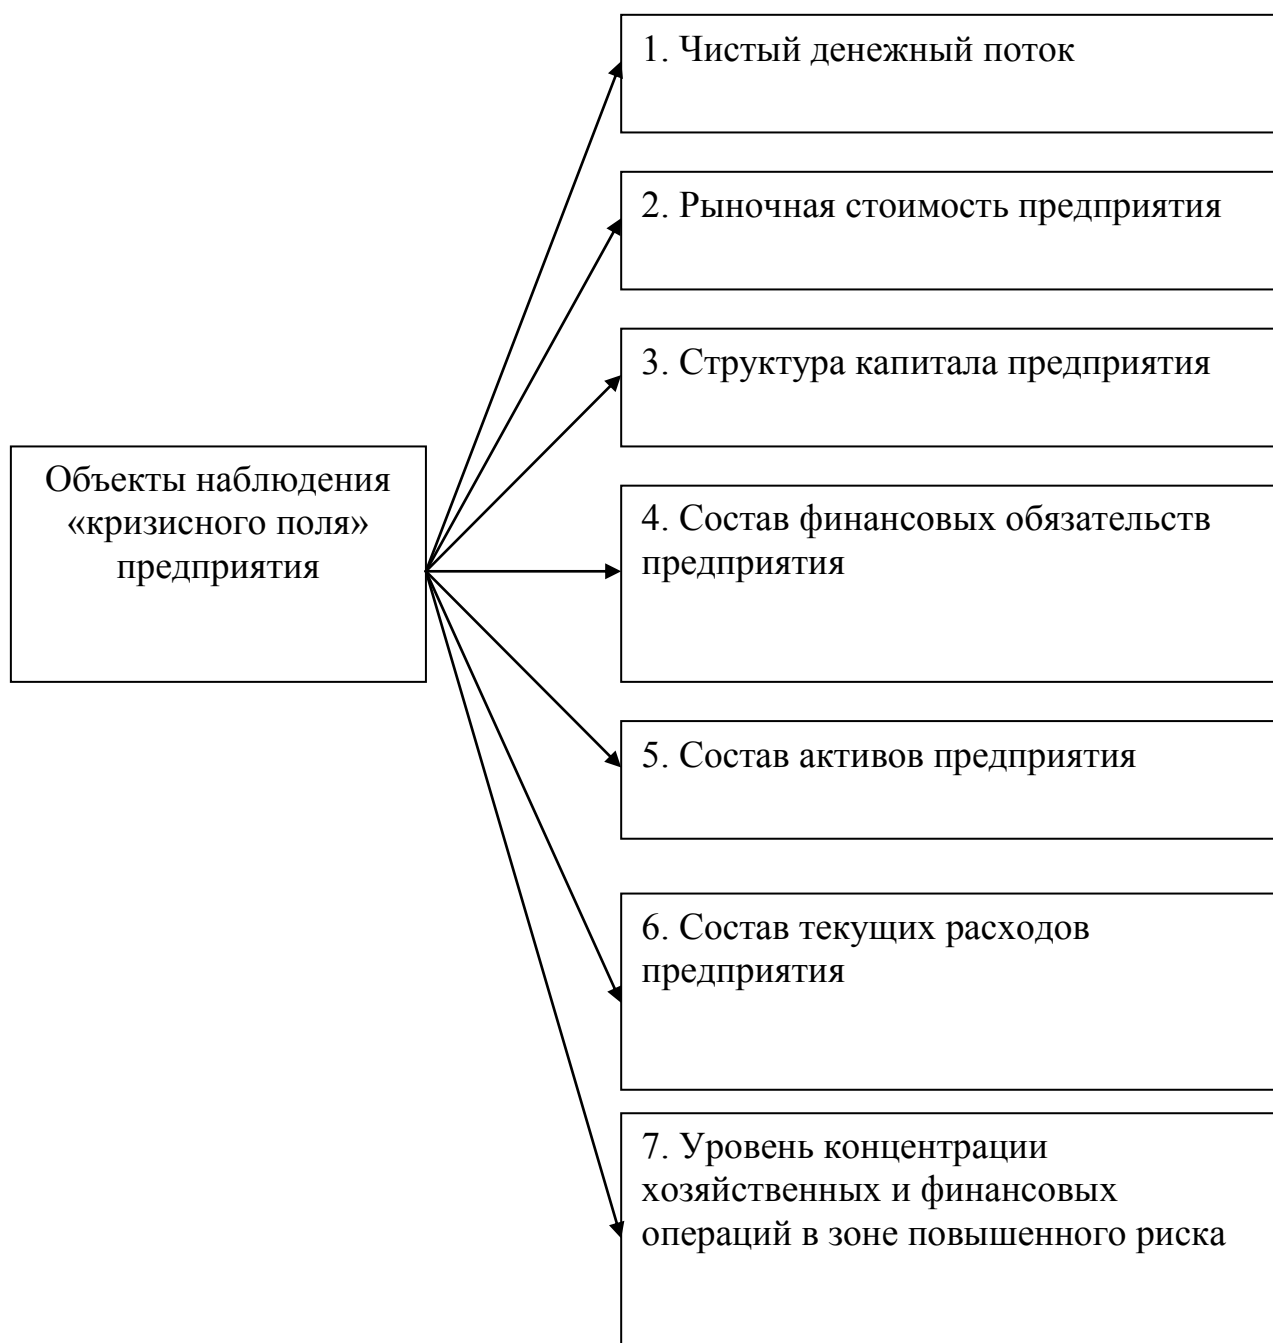 1. Чистый денежный поток
2. Рыночная стоимость предприятия
3. Структура капитала предприятия
Объекты наблюдения
«кризисного поля»
предприятия
4. Состав финансовых обязательств
предприятия
5. Состав активов предприятия
6. Состав текущих расходов
предприятия
7. Уровень концентрации
хозяйственных и финансовых
операций в зоне повышенного риска